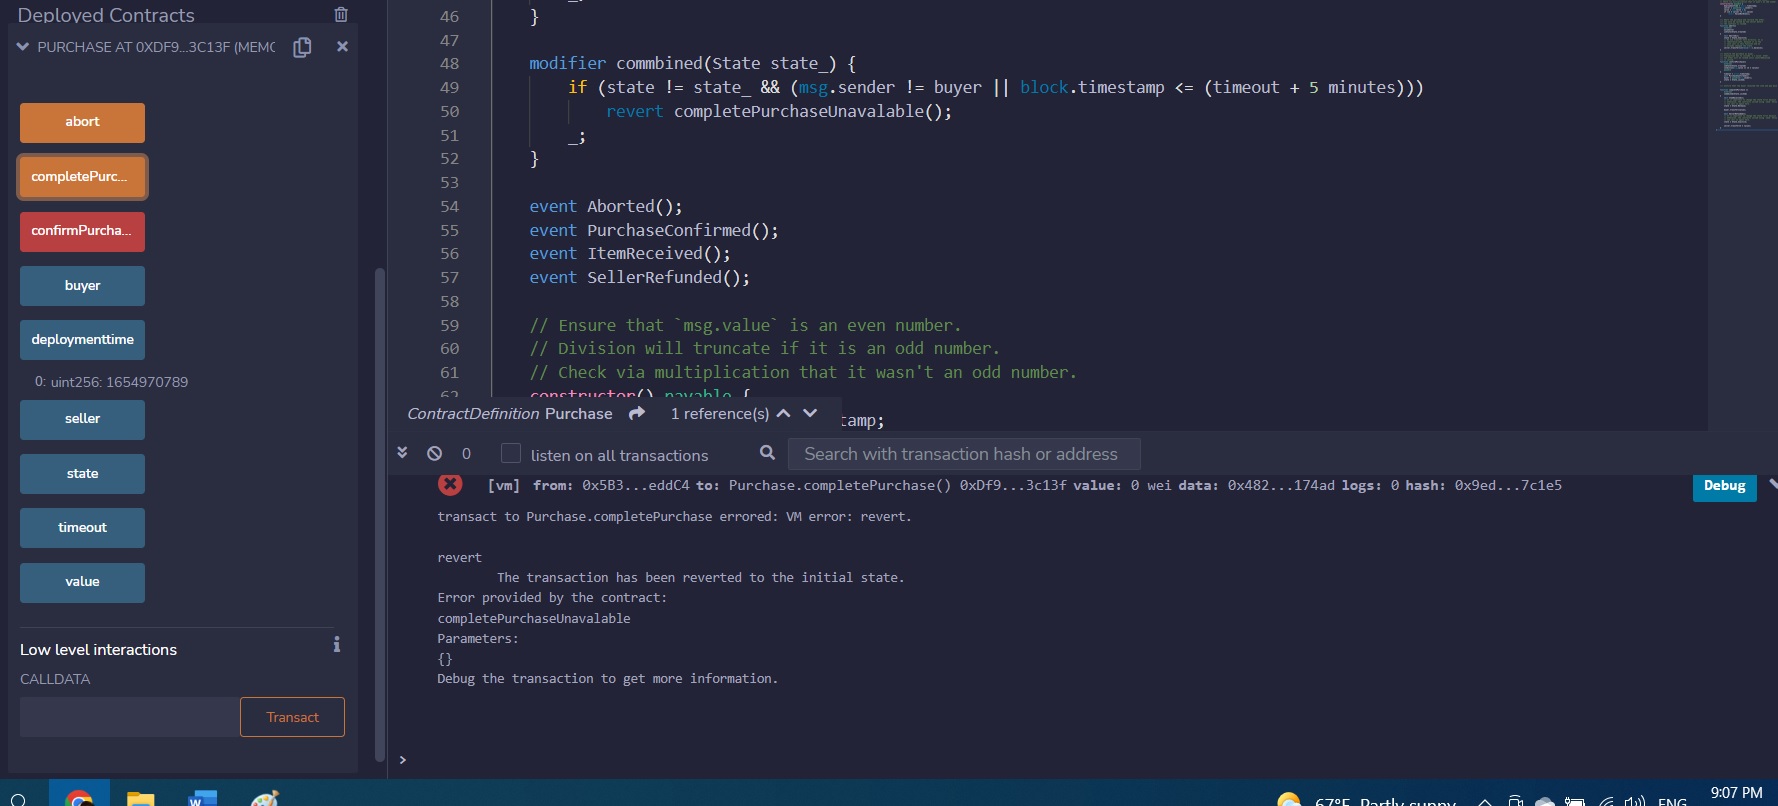 Deployed Contracts
PURCHASE AT 0XDF9...3C13F (MEMC
abort
completePurc...
confirmPurcha...
buyer
deploymenttime
0: uint256: 1654970789
seller
state
timeout
value
Low level interactions
CALLDATA
Transact
46 }
47
48 modifier commbined(State state_) {
49 if (state != state_ && (msg.sender != buyer || block.timestamp <= (timeout + 5 minutes)))
50 revert completePurchaseUnavalable();
51 _;
52 }
53
54 event Aborted();
55 event PurchaseConfirmed();
56 event ItemReceived();
57 event SellerRefunded();
58
59 // Ensure that `msg.value` is an even number.
60 // Division will truncate if it is an odd number.
61 // Check via multiplication that it wasn't an odd number.
62 constructor() payable {
ContractDefinition Purchase 1 reference(s)
tamp;
0 listen on all transactions Search with transaction hash or address
[vm] from: 0x5B3...eddC4 to: Purchase.completePurchase() 0xDf9...3c13f value: 0 wei data: 0x482...174ad logs: 0 hash: 0x9ed...7c1e5 Debug
transact to Purchase.completePurchase errored: VM error: revert.
revert
The transaction has been reverted to the initial state.
Error provided by the contract:
completePurchaseUnavalable
Parameters:
{}
Debug the transaction to get more information.
>
67°F Partly sunny ENG 9:07 PM